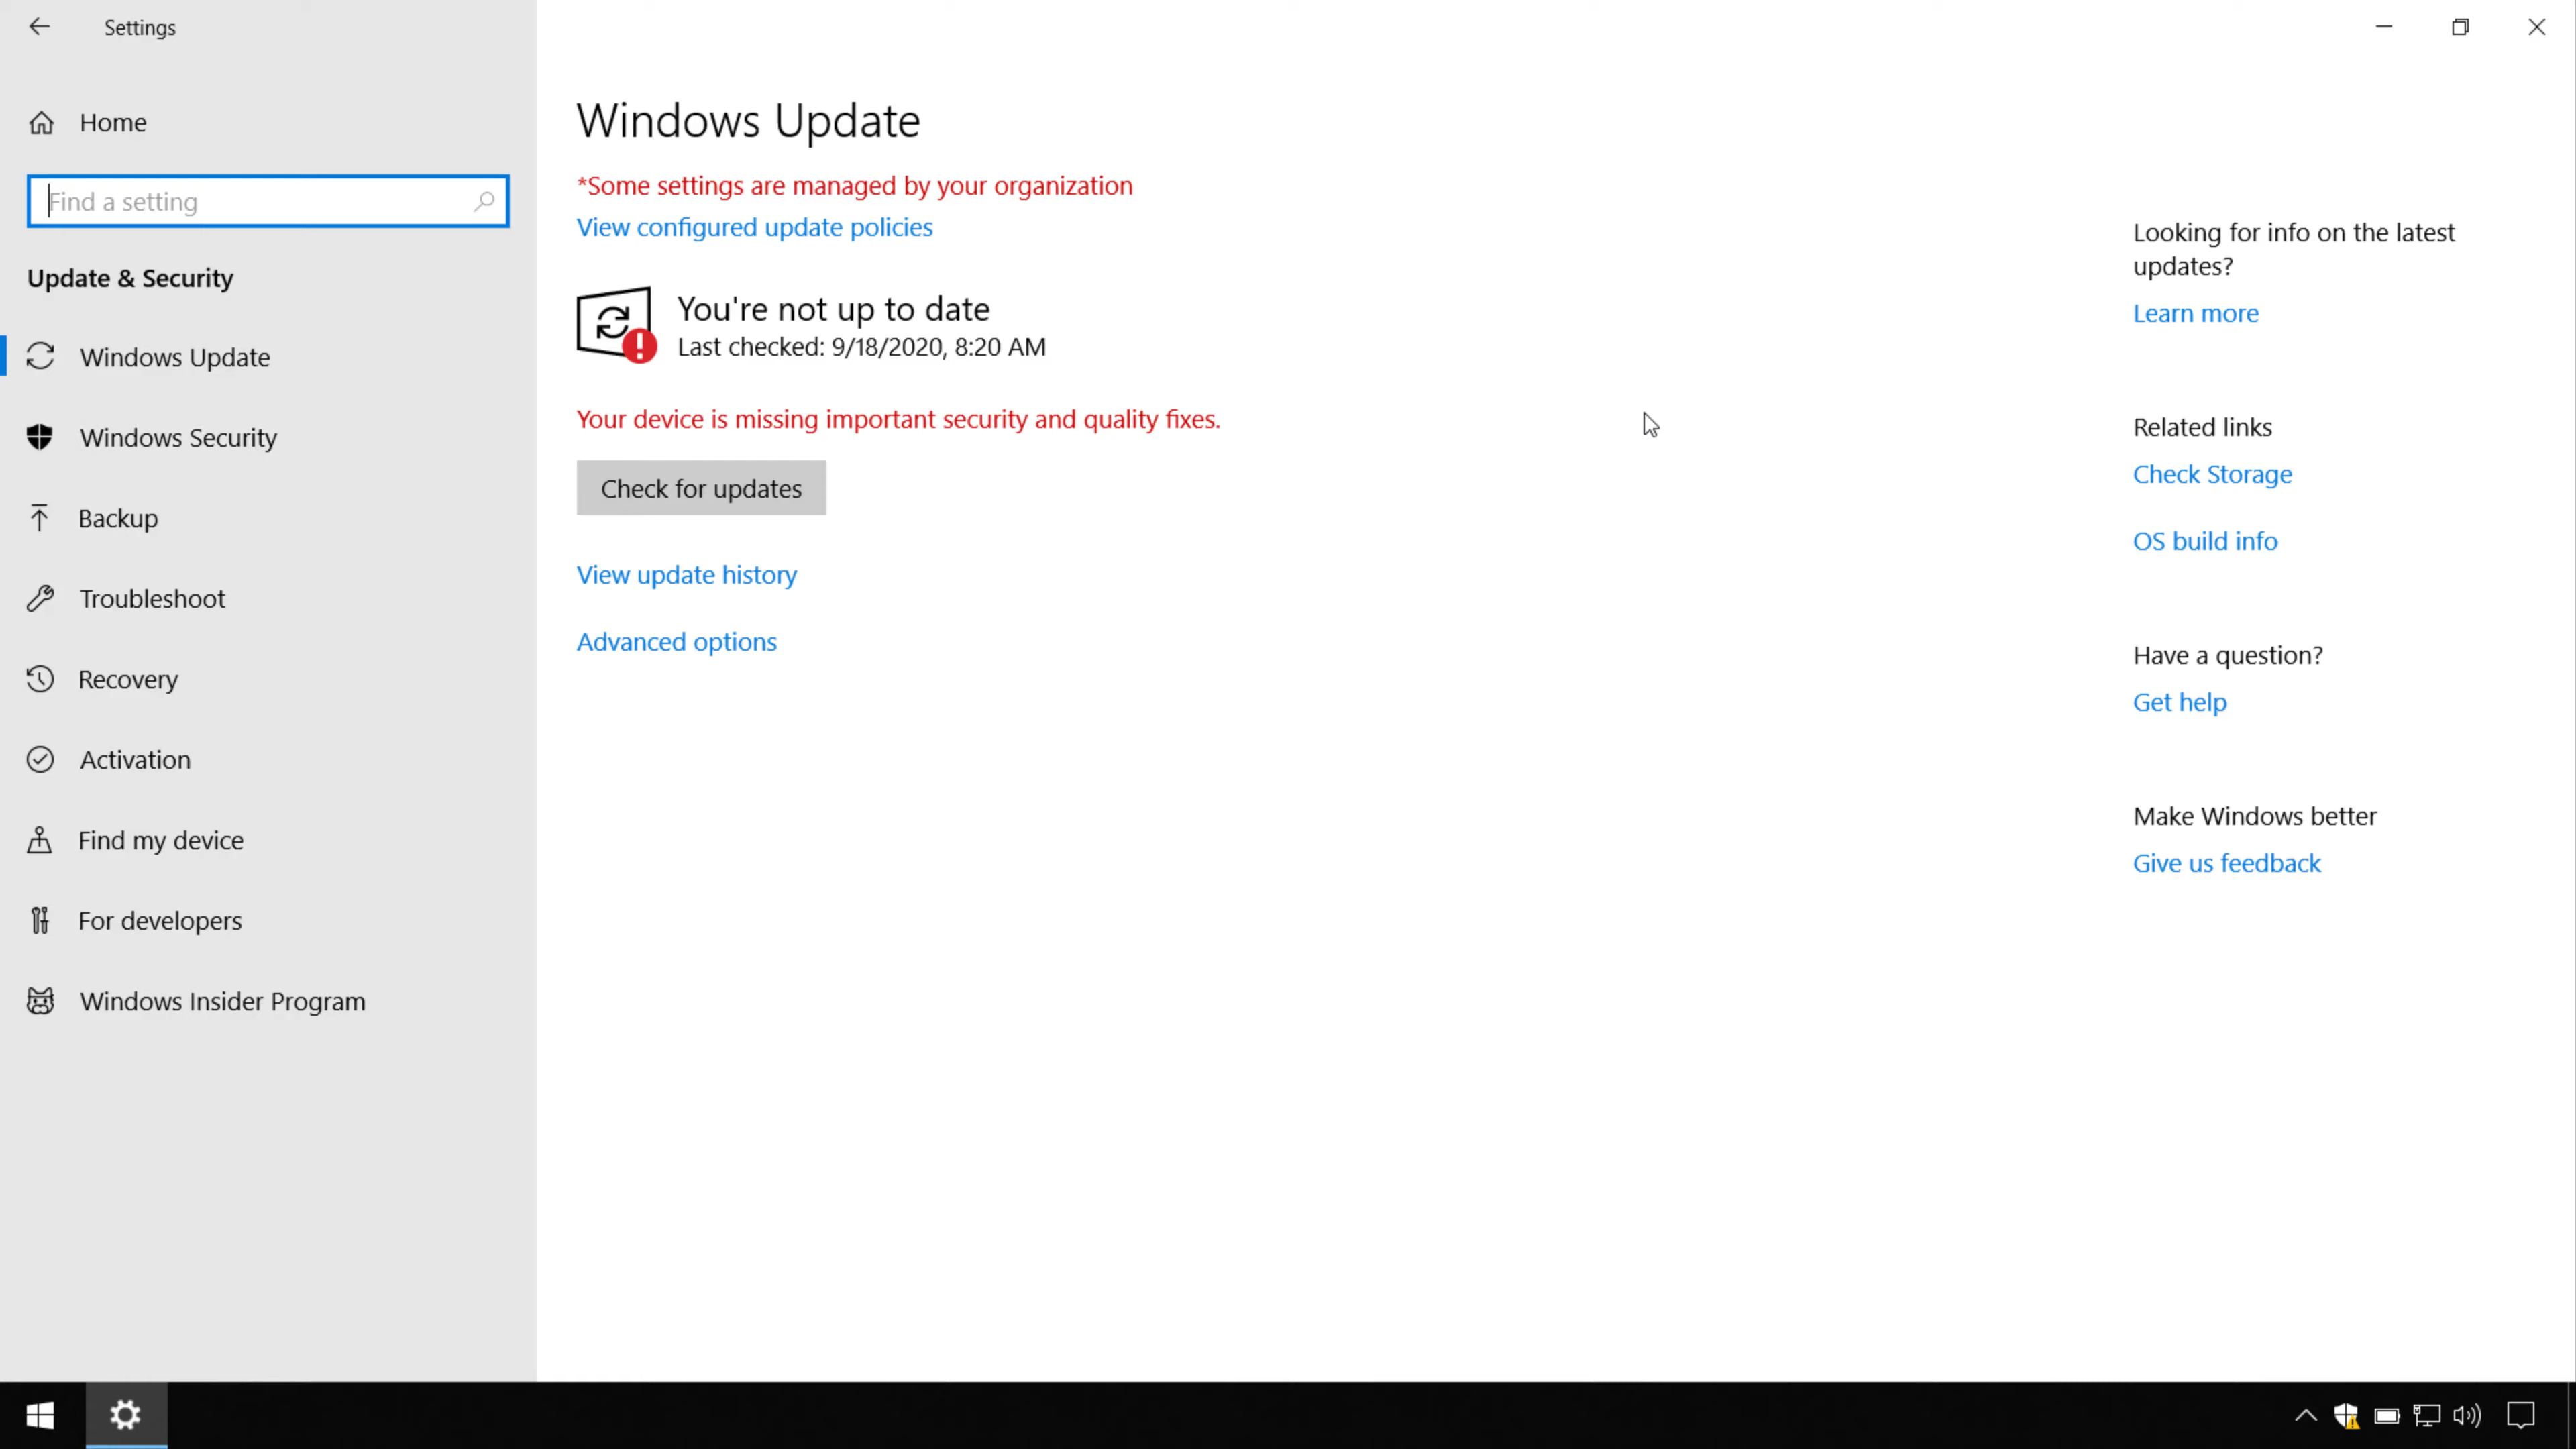 Settings
Home
Find a setting
Update & Security
Windows Update
Windows Security
Backup
Troubleshoot
Recovery
Activation
Find my device
For developers
Windows Insider Program
Windows Update
*Some settings are managed by your organization
View configured update policies
You're not up to date
Last checked: 9/18/2020, 8:20 AM
Your device is missing important security and quality fixes.
Check for updates
View update history
Advanced options
Looking for info on the latest
updates?
Learn more
Related links
Check Storage
OS build info
Have a question?
Get help
Make Windows better
Give us feedback